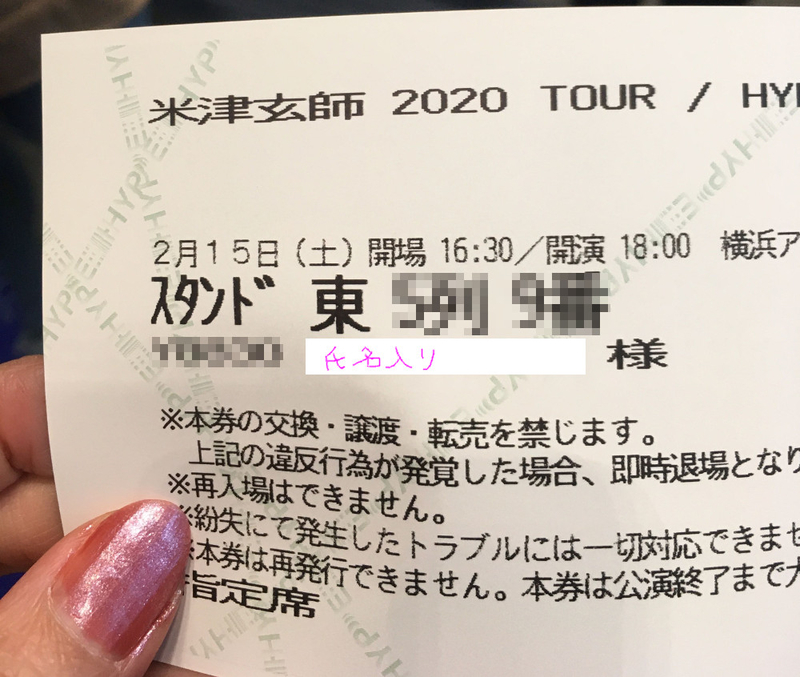 米津玄師 2020 TOUR / HYP
2月15日（土）開場 16:30／開演 18:00 横浜ア
ｽﾀﾝﾄﾞ 東
氏名入り 様
※本券の交換・譲渡・転売を禁じます。
上記の違反行為が発覚した場合、即時退場となり
※再入場はできません。
※紛失にて発生したトラブルには一切対応できませ
※本券は再発行できません。本券は公演終了まで大
指定席